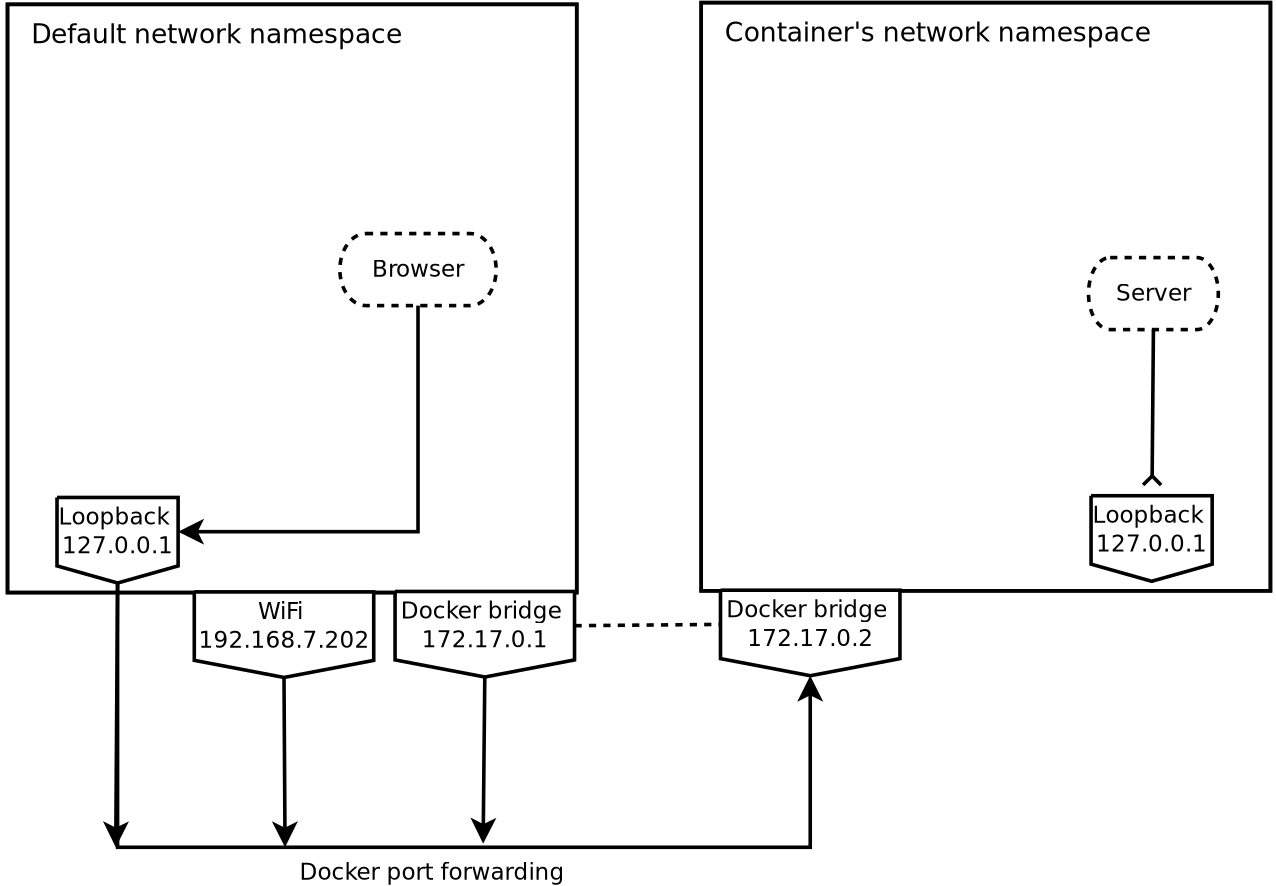 Default network namespace
Container's network namespace
Browser
Server
Loopback
127.0.0.1
Loopback
127.0.0.1
WiFi
192.168.7.202
Docker bridge
172.17.0.1
Docker bridge
172.17.0.2
Docker port forwarding